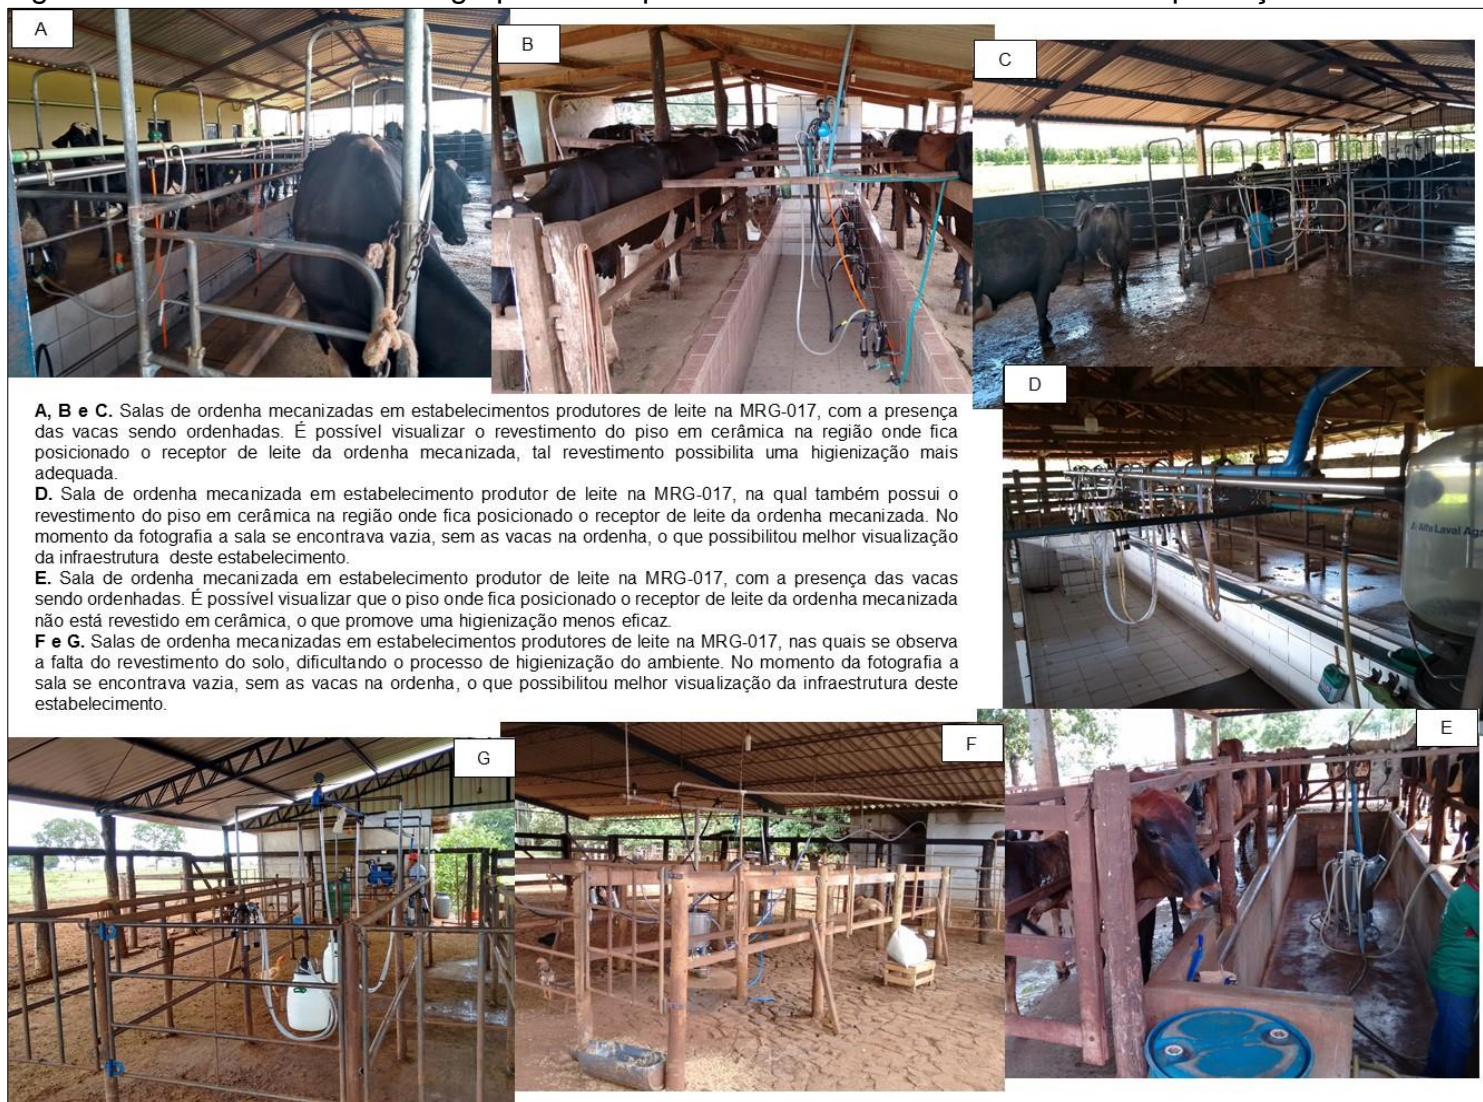 A
B
C
D
A, B e C. Salas de ordenha mecanizadas em estabelecimentos produtores de leite na MRG-017, com a presença
das vacas sendo ordenhadas. É possível visualizar o revestimento do piso em cerâmica na região onde fica
posicionado o receptor de leite da ordenha mecanizada, tal revestimento possibilita uma higienização mais
adequada.
D. Sala de ordenha mecanizada em estabelecimento produtor de leite na MRG-017, na qual também possui o
revestimento do piso em cerâmica na região onde fica posicionado o receptor de leite da ordenha mecanizada. No
momento da fotografia a sala se encontrava vazia, sem as vacas na ordenha, o que possibilitou melhor visualização
da infraestrutura deste estabelecimento.
E. Sala de ordenha mecanizada em estabelecimento produtor de leite na MRG-017, com a presença das vacas
sendo ordenhadas. É possível visualizar que o piso onde fica posicionado o receptor de leite da ordenha mecanizada
não está revestido em cerâmica, o que promove uma higienização menos eficaz.
F e G. Salas de ordenha mecanizadas em estabelecimentos produtores de leite na MRG-017, nas quais se observa
a falta do revestimento do solo, dificultando o processo de higienização do ambiente. No momento da fotografia a
sala se encontrava vazia, sem as vacas na ordenha, o que possibilitou melhor visualização da infraestrutura deste
estabelecimento.
Alfa Laval Agri
G
F
E